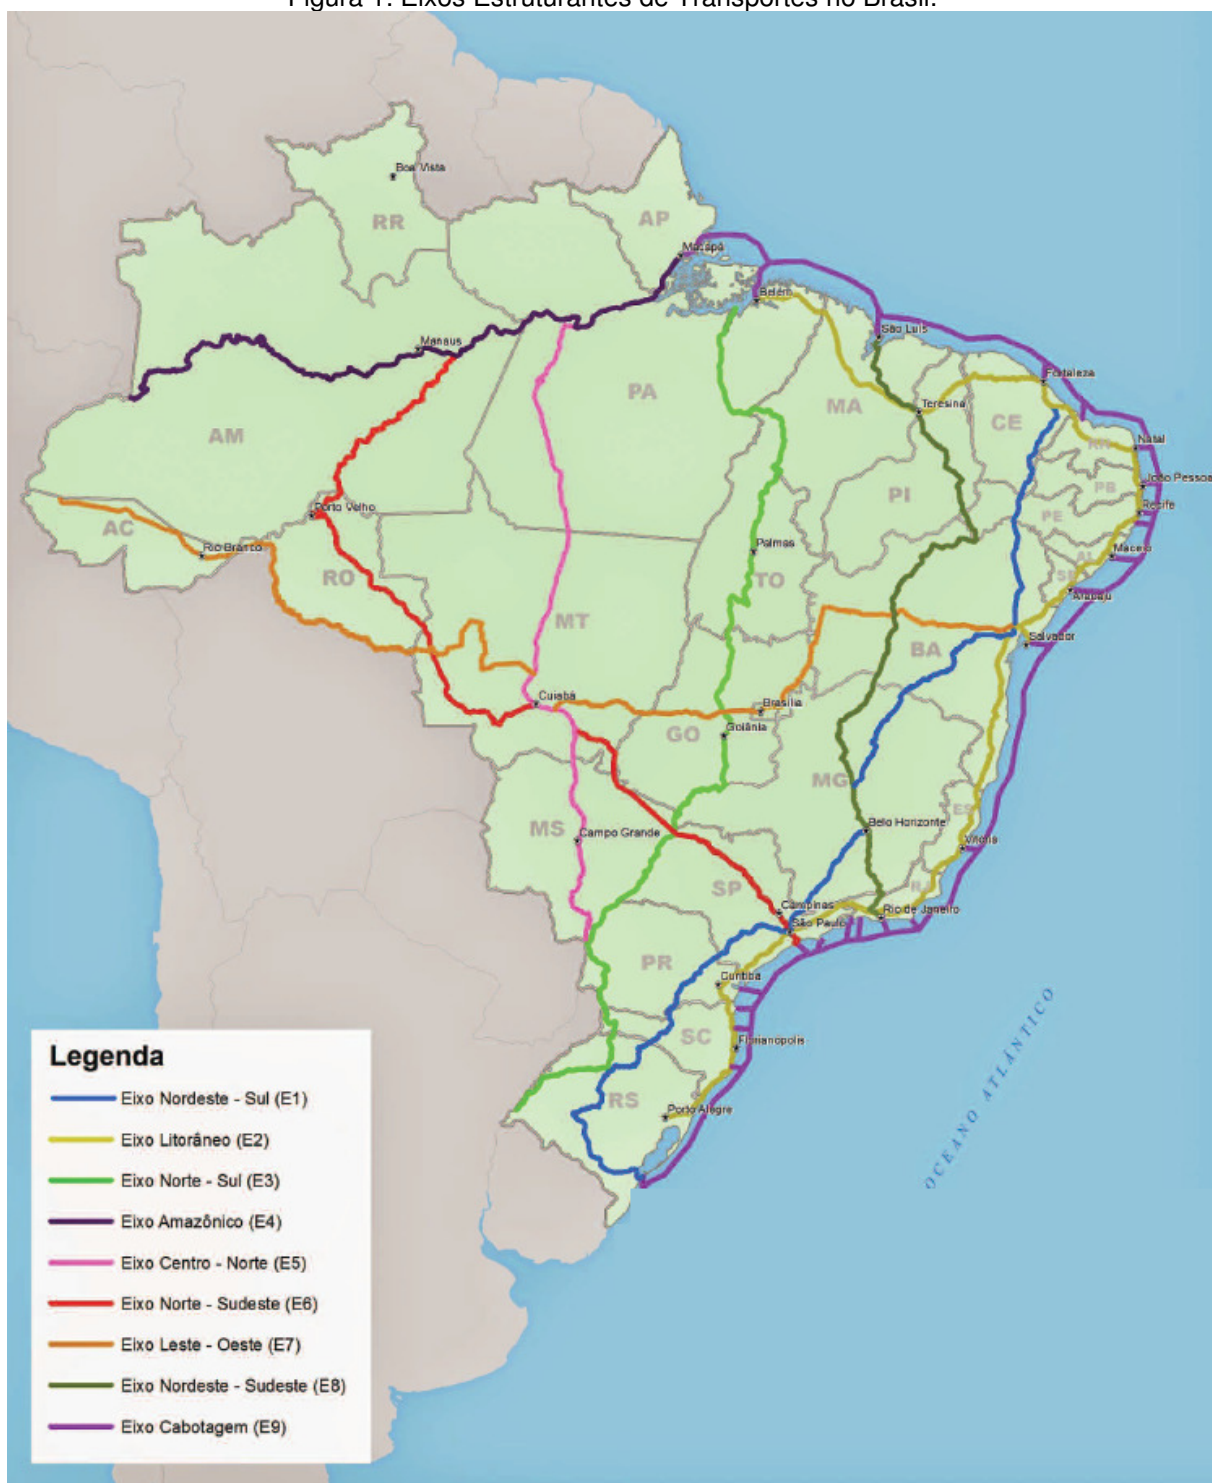 Figura 1: Eixos Estruturantes de Transportes no Brasil.
Boa Vista
RR
AP
Macapá
Belém
São Luís
Manaus
Fortaleza
PA
MA
Teresina
CE
AM
RN
Natal
PI
PB
João Pessoa
Porto Velho
PE
Recife
AC
Rio Branco
Palmas
AL
Maceió
RO
TO
SE
Aracaju
MT
BA
Salvador
Cuiabá
Brasília
GO
Goiânia
MG
ES
MS
Campo Grande
Belo Horizonte
Vitória
SP
RJ
Campinas
Rio de Janeiro
São Paulo
PR
Curitiba
SC
Florianópolis
RS
Porto Alegre
OCEANO ATLÂNTICO
Legenda
Eixo Nordeste - Sul (E1)
Eixo Litorâneo (E2)
Eixo Norte - Sul (E3)
Eixo Amazônico (E4)
Eixo Centro - Norte (E5)
Eixo Norte - Sudeste (E6)
Eixo Leste - Oeste (E7)
Eixo Nordeste - Sudeste (E8)
Eixo Cabotagem (E9)